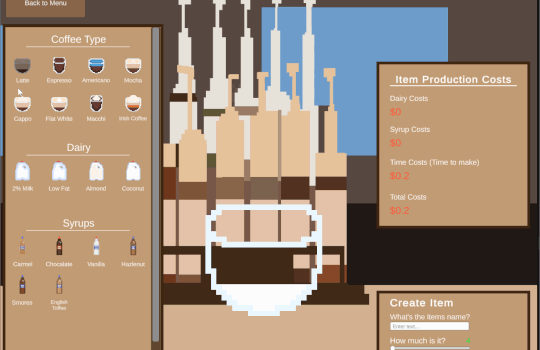 Back to Menu
Coffee Type
Latte Espresso Americano Mocha
Cappo Flat White Macchi Irish Coffee
Dairy
2% Milk Low Fat Almond Coconut
Syrups
Carmel Chocolate Vanilla Hazlenut
Smores English
Toffee
Item Production Costs
Dairy Costs
$0
Syrup Costs
$0
Time Costs (Time to make)
$0.2
Total Costs
$0.2
Create Item
What's the items name?
Enter text...
How much is it?